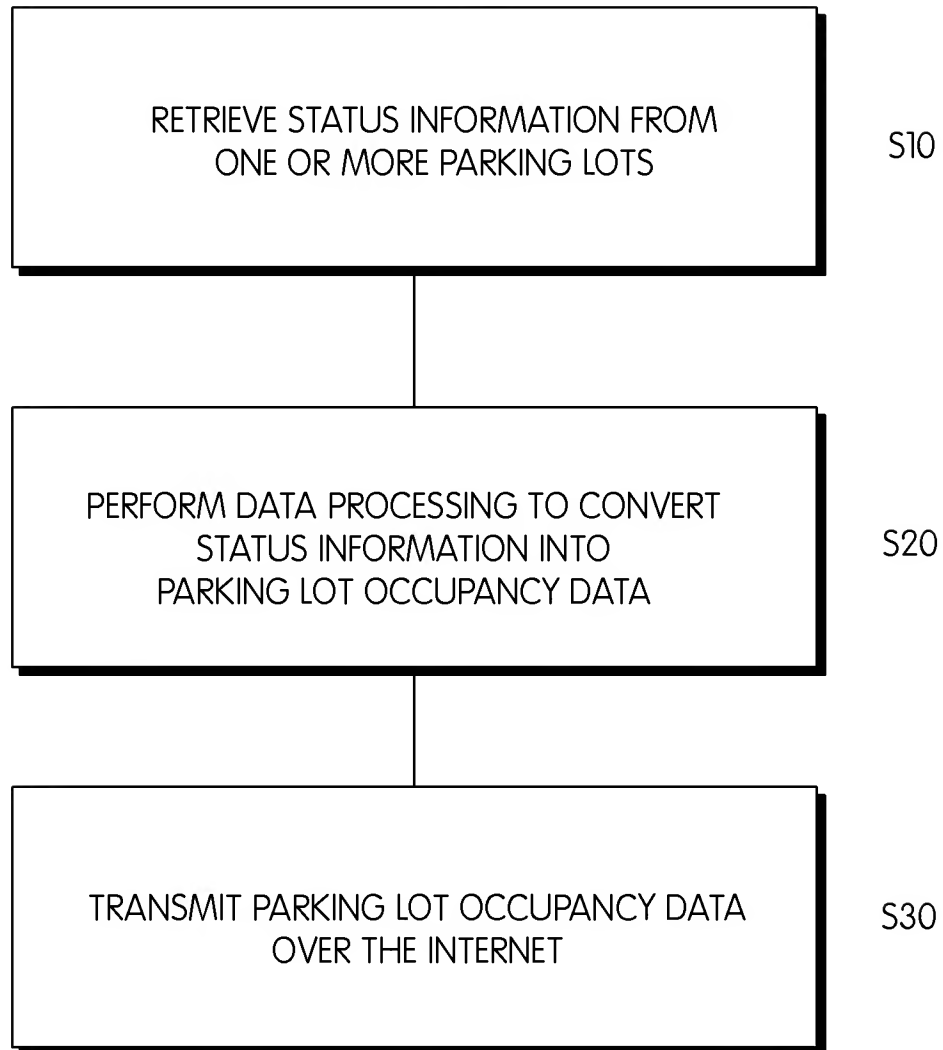 RETRIEVE STATUS INFORMATION FROM
ONE OR MORE PARKING LOTS
S10
PERFORM DATA PROCESSING TO CONVERT
STATUS INFORMATION INTO
PARKING LOT OCCUPANCY DATA
S20
TRANSMIT PARKING LOT OCCUPANCY DATA
OVER THE INTERNET
S30